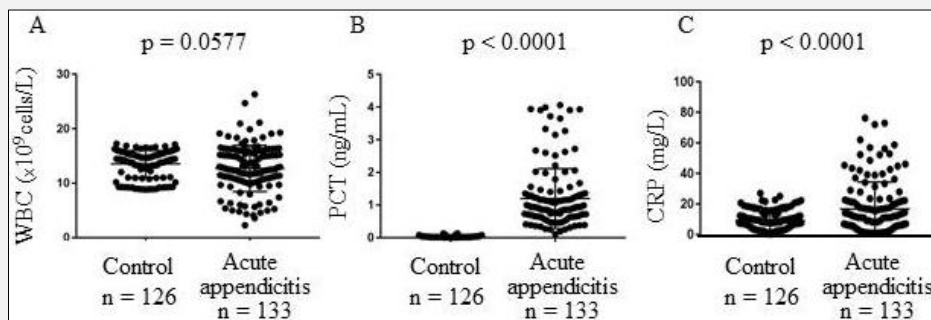 A
p = 0.0577
WBC (x10⁹cells/L)
30
20
10
0
Control
n = 126
Acute
appendicitis
n = 133
B
p < 0.0001
PCT (ng/mL)
5
4
3
2
1
0
Control
n = 126
Acute
appendicitis
n = 133
C
p < 0.0001
CRP (mg/L)
100
80
60
40
20
0
Control
n = 126
Acute
appendicitis
n = 133